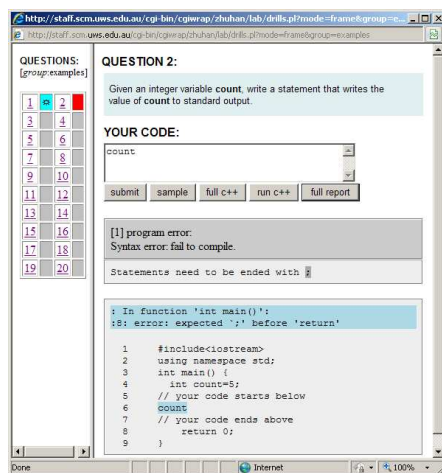 http://staff.scm.uws.edu.au/cgi-bin/cgiwrap/zhuhan/lab/drills.pl?mode=frame&group=e...
http://staff.scm.uws.edu.au/cgi-bin/cgiwrap/zhuhan/lab/drills.pl?mode=frame&group=examples
QUESTIONS:
[group:examples]
1 2
3 4
5 6
7 8
9 10
11 12
13 14
15 16
17 18
19 20
QUESTION 2:
Given an integer variable count, write a statement that writes the
value of count to standard output.
YOUR CODE:
count
submit sample full c++ run c++ full report
[1] program error:
Syntax error: fail to compile.
Statements need to be ended with ;
: In function 'int main()':
:8: error: expected `;' before 'return'
1 #include<iostream>
2 using namespace std;
3 int main() {
4 int count=5;
5 // your code starts below
6 count
7 // your code ends above
8 return 0;
9 }
Done Internet 100%